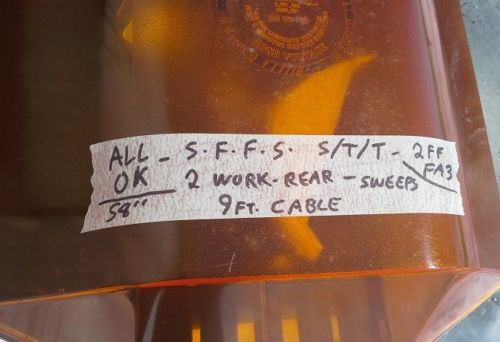 ALL - S.F.F.S. S/T/T - 2FF
OK 2 WORK-REAR - SWEEPS FA3
58" 9 FT. CABLE